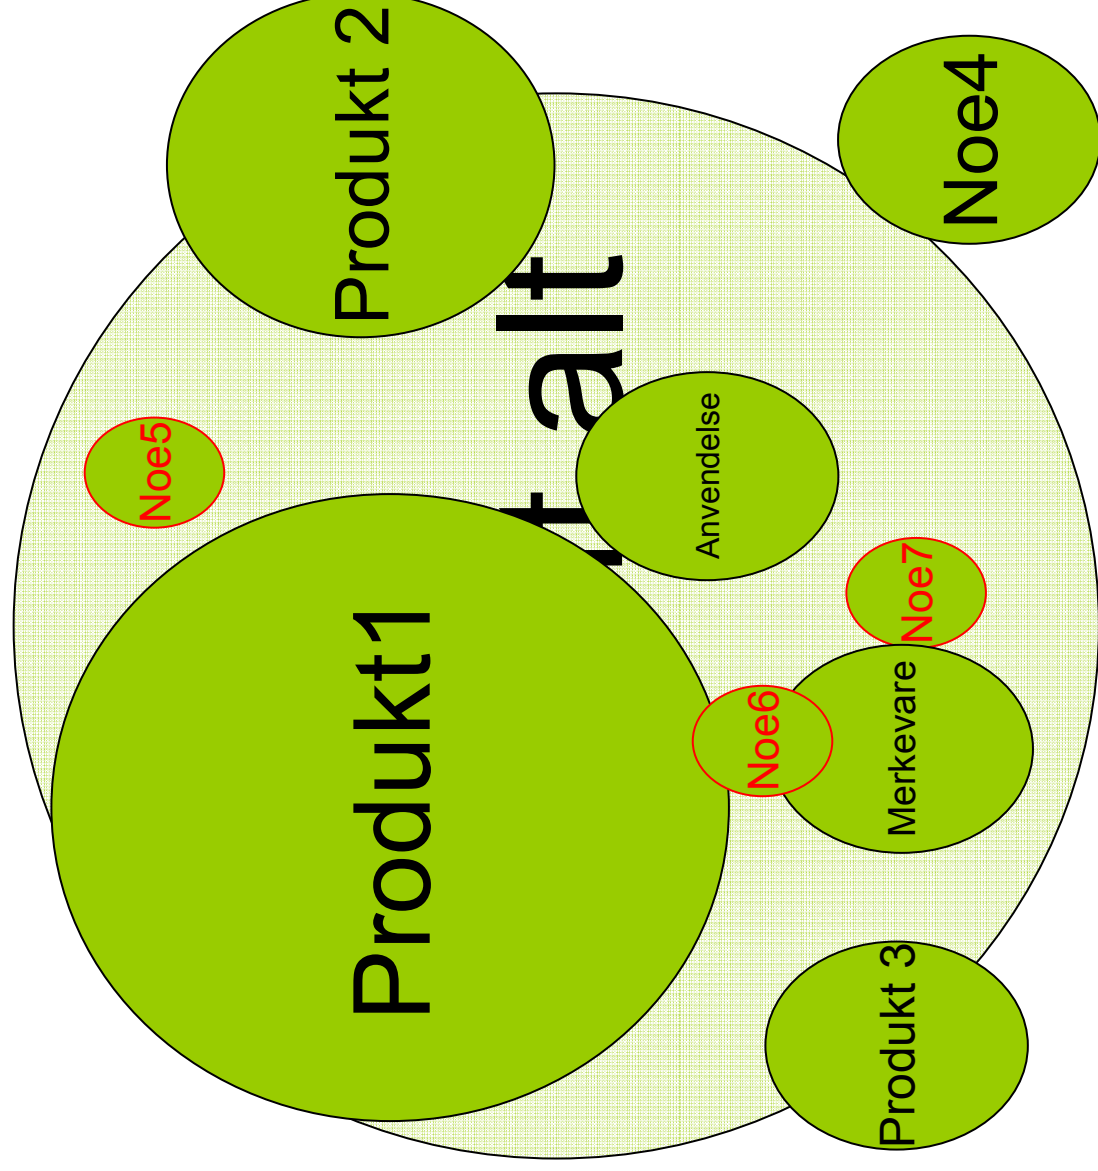 Noe5
Produkt1
Produkt 2
alt
Anvendelse
Noe6
Produkt 3
Merkevare
Noe7
Noe4